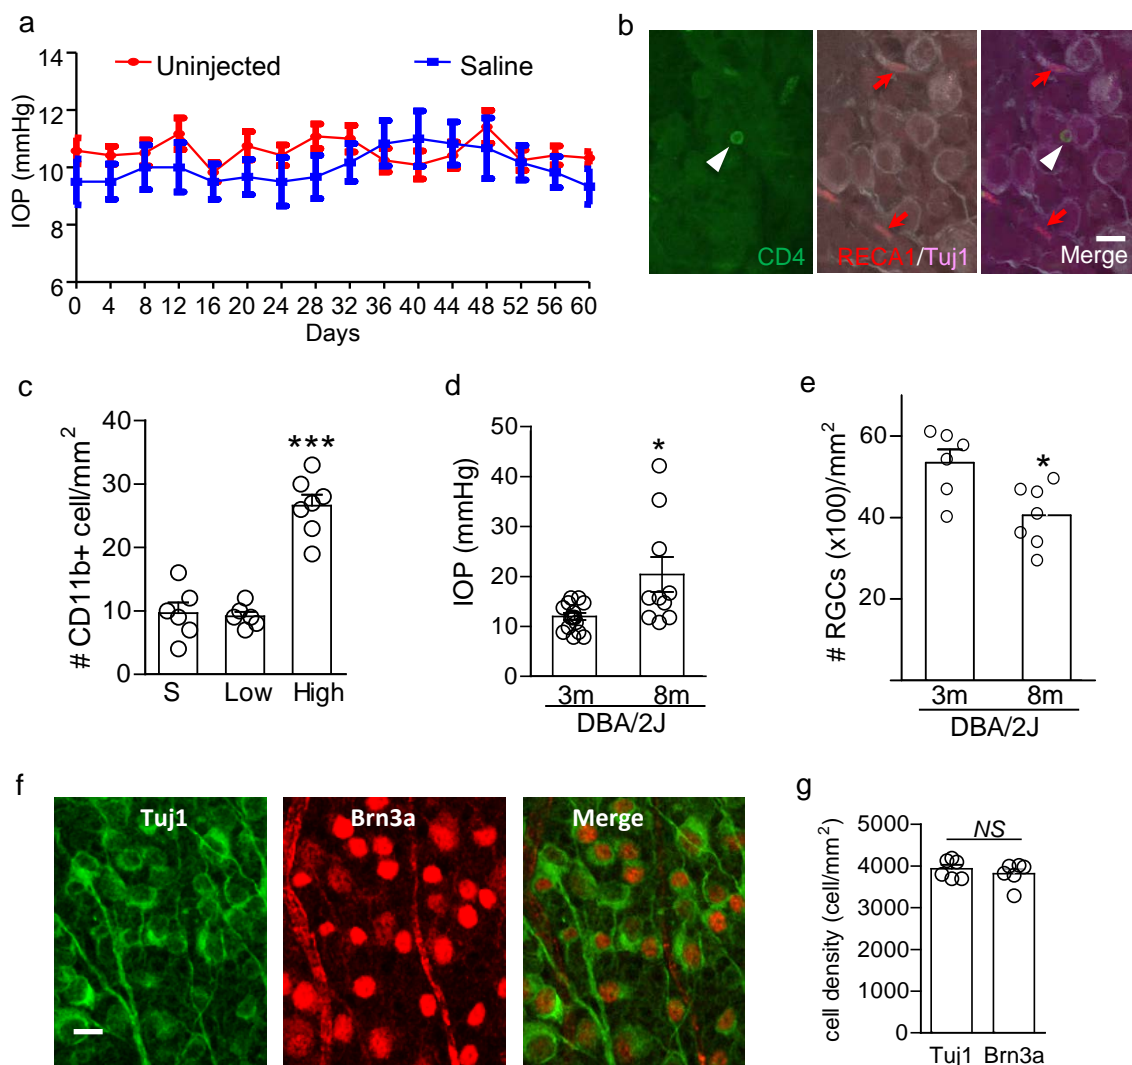 a
14
12
10
8
6
IOP (mmHg)
Uninjected
Saline
0 4 8 12 16 20 24 28 32 36 40 44 48 52 56 60
Days
b
CD4
RECA1/Tuj1
Merge
c
# CD11b+ cell/mm2
40
30
20
10
0
***
S Low High
d
IOP (mmHg)
50
40
30
20
10
0
*
3m 8m
DBA/2J
e
# RGCs (x100)/mm2
60
40
20
*
3m 8m
DBA/2J
f
Tuj1
Brn3a
Merge
g
cell density (cell/mm2)
5000
4000
3000
2000
1000
0
NS
Tuj1 Brn3a